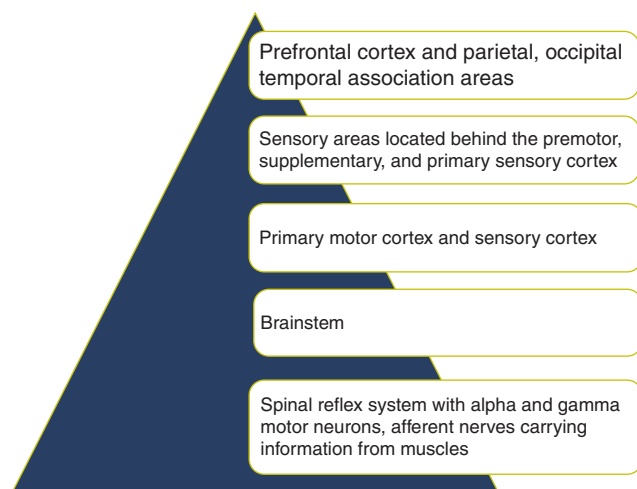 Prefrontal cortex and parietal, occipital
temporal association areas
Sensory areas located behind the premotor,
supplementary, and primary sensory cortex
Primary motor cortex and sensory cortex
Brainstem
Spinal reflex system with alpha and gamma
motor neurons, afferent nerves carrying
information from muscles